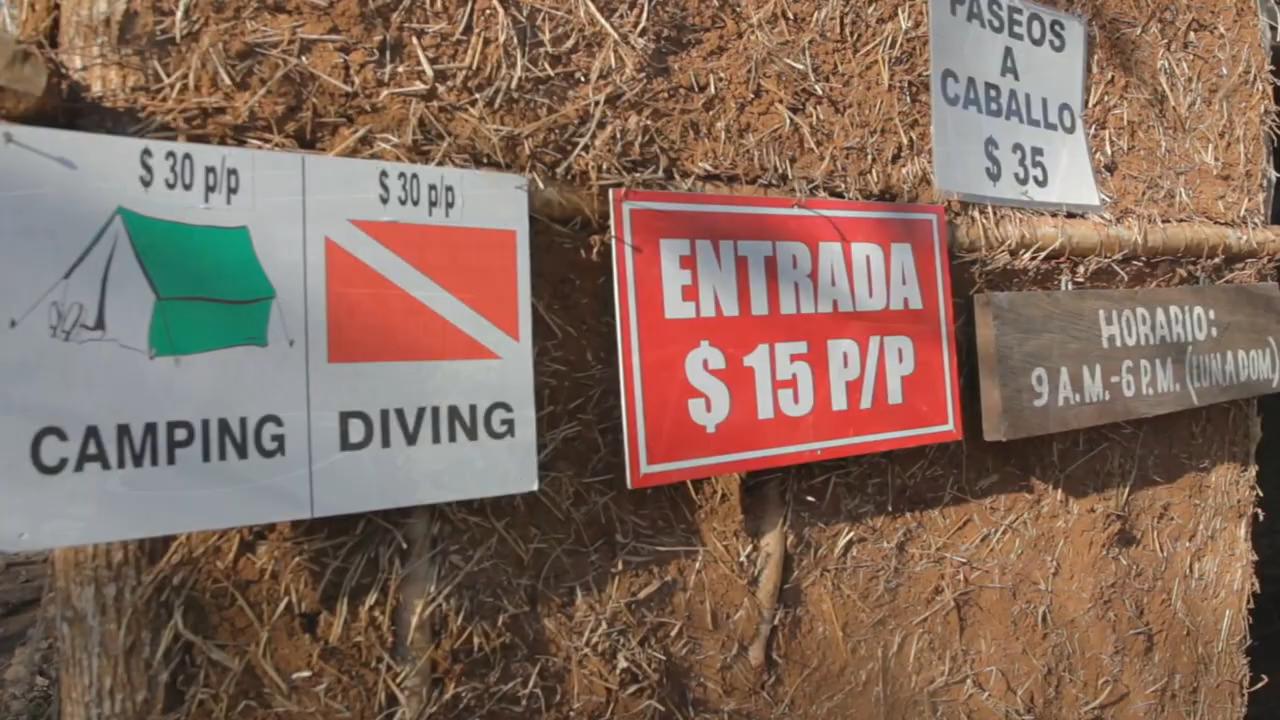 $ 30 p/p
CAMPING
$ 30 p/p
DIVING
ENTRADA
$ 15 P/P
PASEOS
A
CABALLO
$ 35
HORARIO:
9 A.M.-6 P.M. (LUN.A DOM)